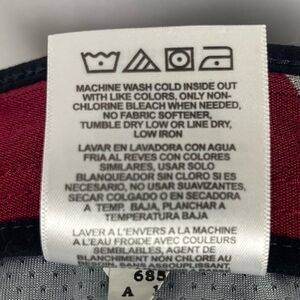 MACHINE WASH COLD INSIDE OUT
WITH LIKE COLORS, ONLY NON-
CHLORINE BLEACH WHEN NEEDED,
NO FABRIC SOFTENER,
TUMBLE DRY LOW OR LINE DRY,
LOW IRON
LAVAR EN LAVADORA CON AGUA
FRIA AL REVES CON COLORES
SIMILARES, USAR SOLO
BLANQUEADOR SIN CLORO SI ES
NECESARIO, NO USAR SUAVIZANTE,
SECAR COLGADO O EN SECADORA
A TEMP. BAJA, PLANCHAR A
TEMPERATURA BAJA
LAVER A L'ENVERS A LA MACHINE
A L'EAU FROIDE AVEC COULEURS
SEMBLABLES, AGENT DE
BLANCHIMENT NON CHLORE AU
685
A 1